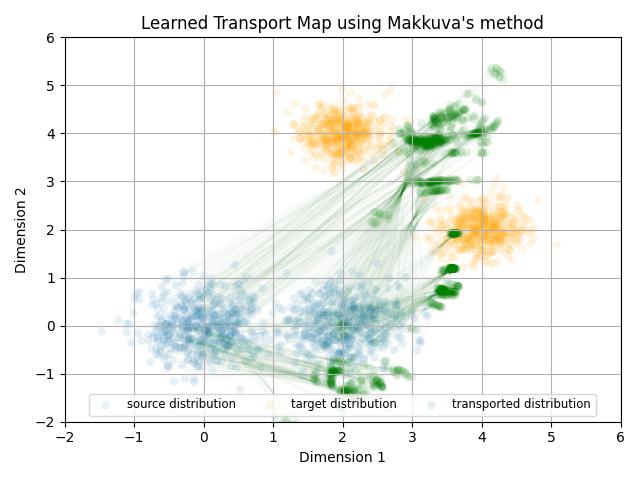 Learned Transport Map using Makkuva's method
6
5
4
3
2
1
0
−1
−2
Dimension 2
source distribution target distribution transported distribution
−2 −1 0 1 2 3 4 5 6
Dimension 1